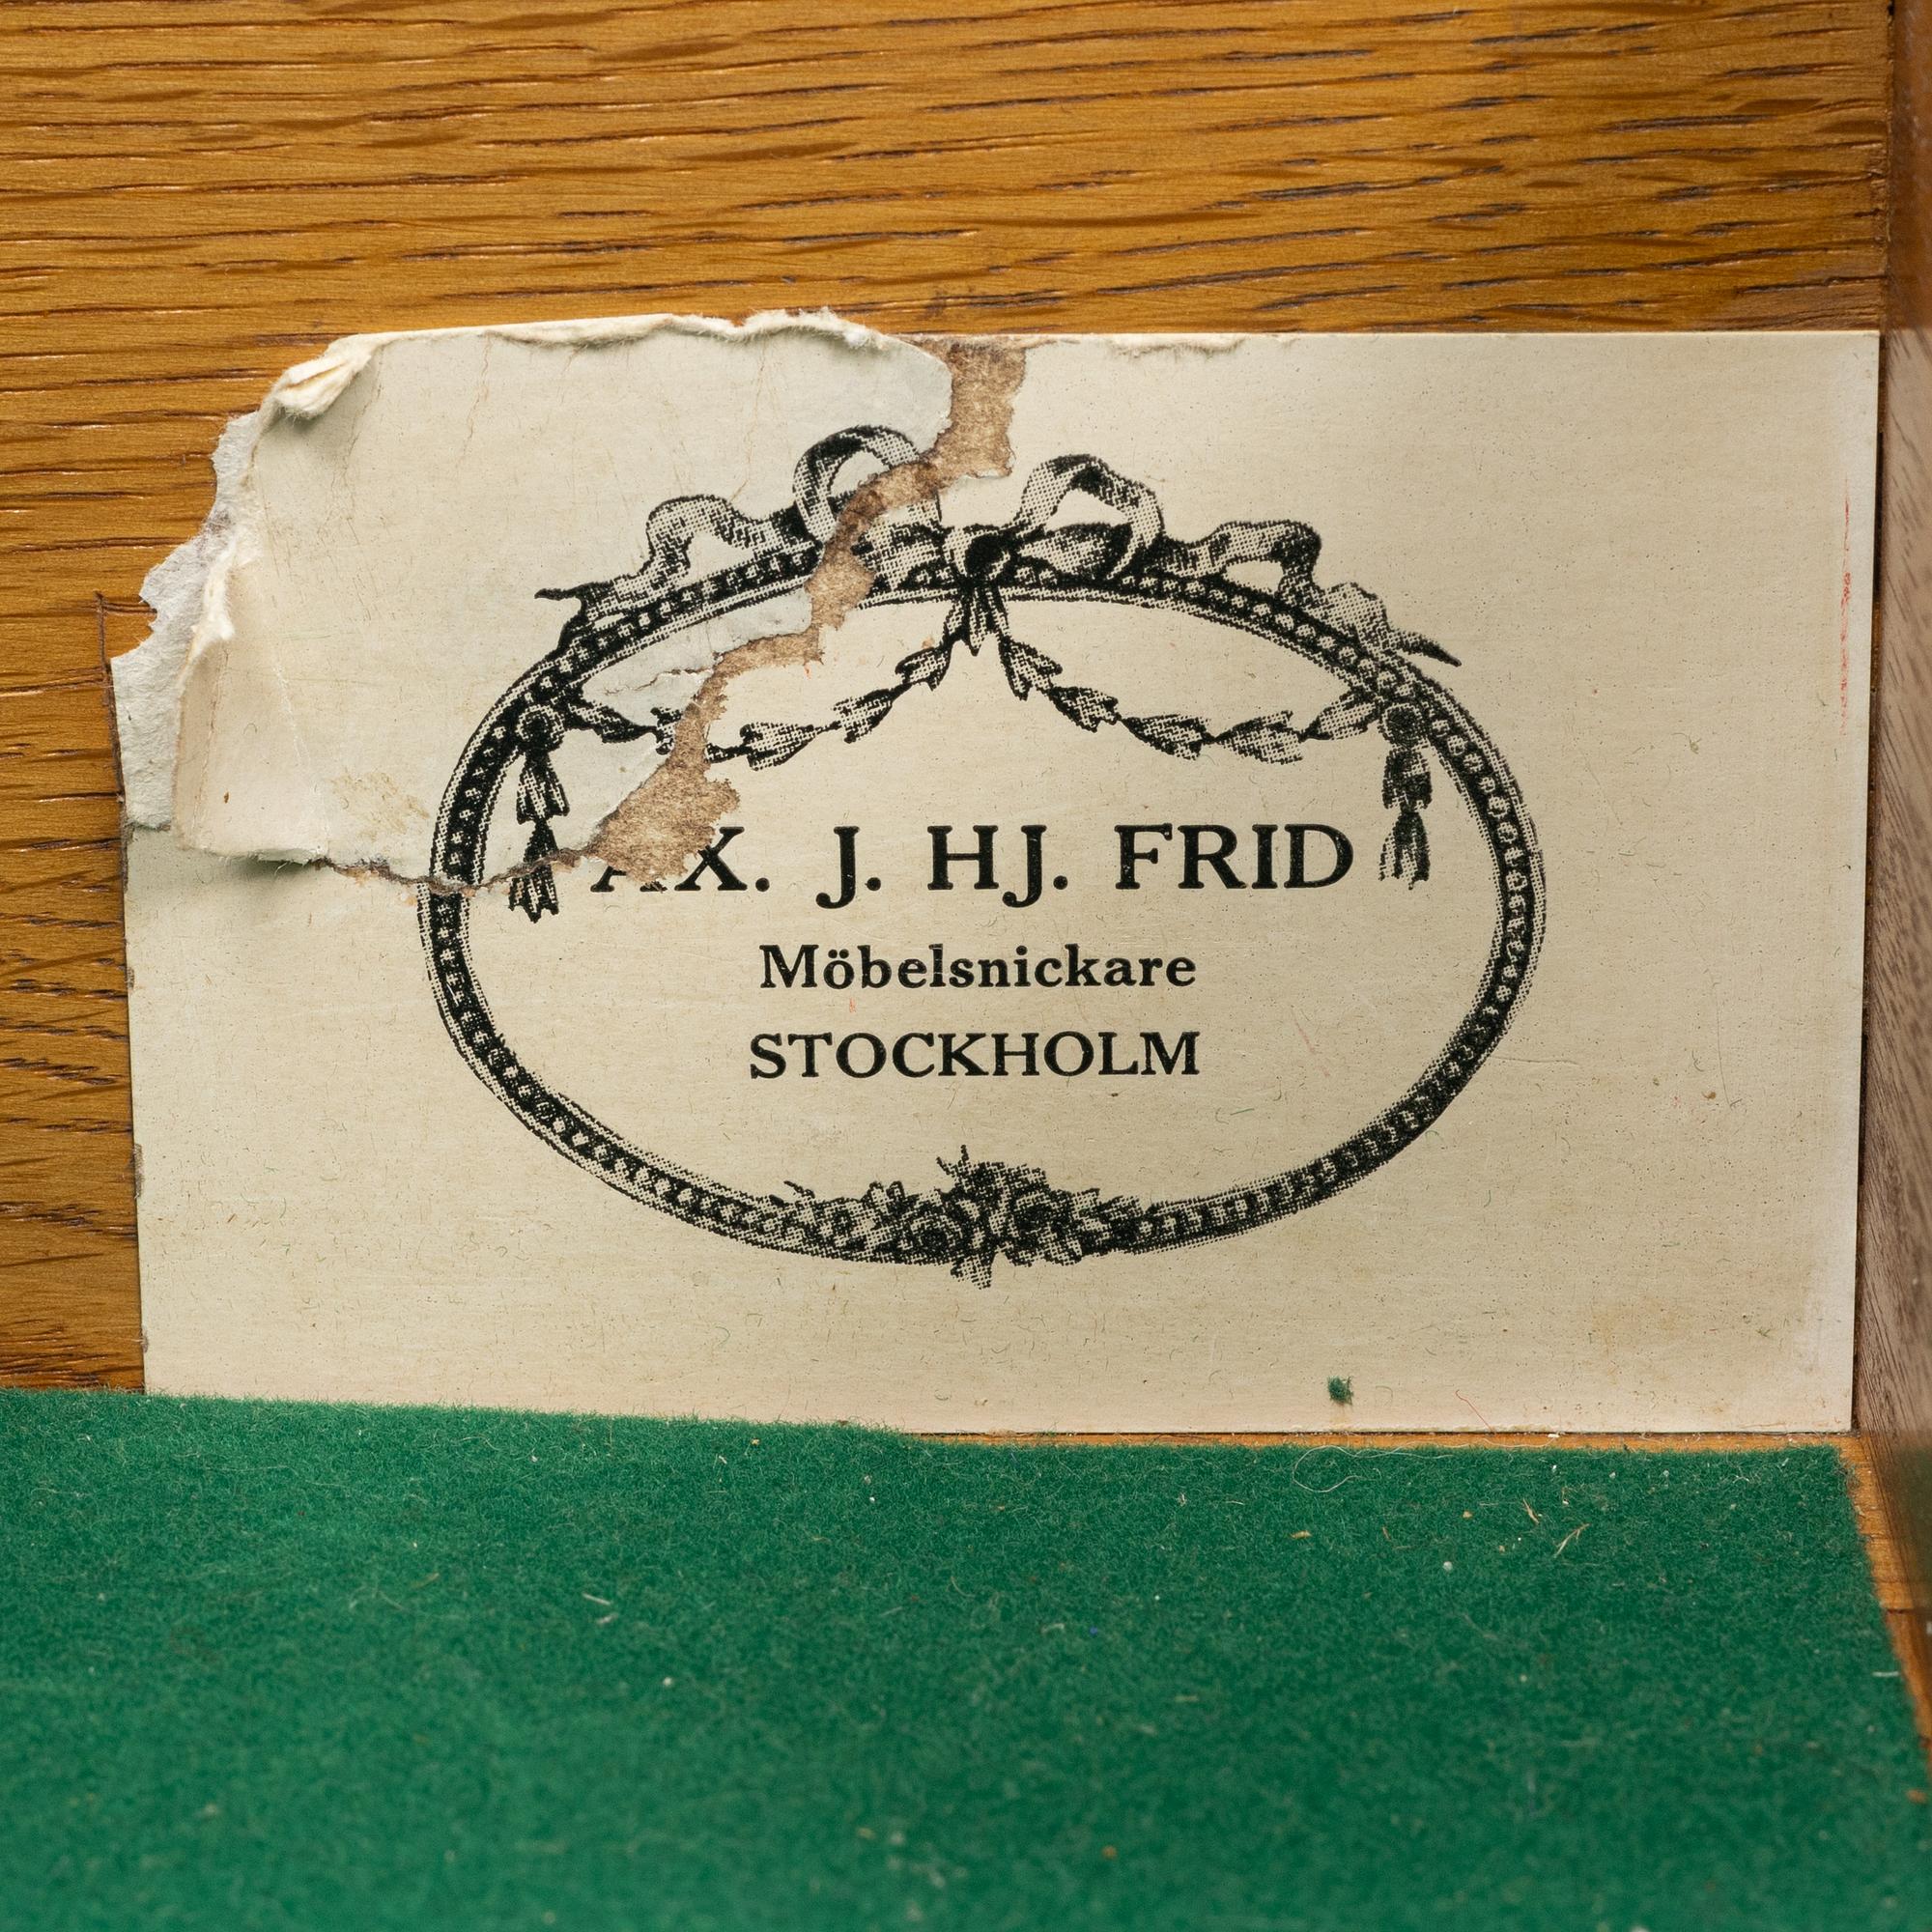 AX. J. HJ. FRID
Möbelsnickare
STOCKHOLM